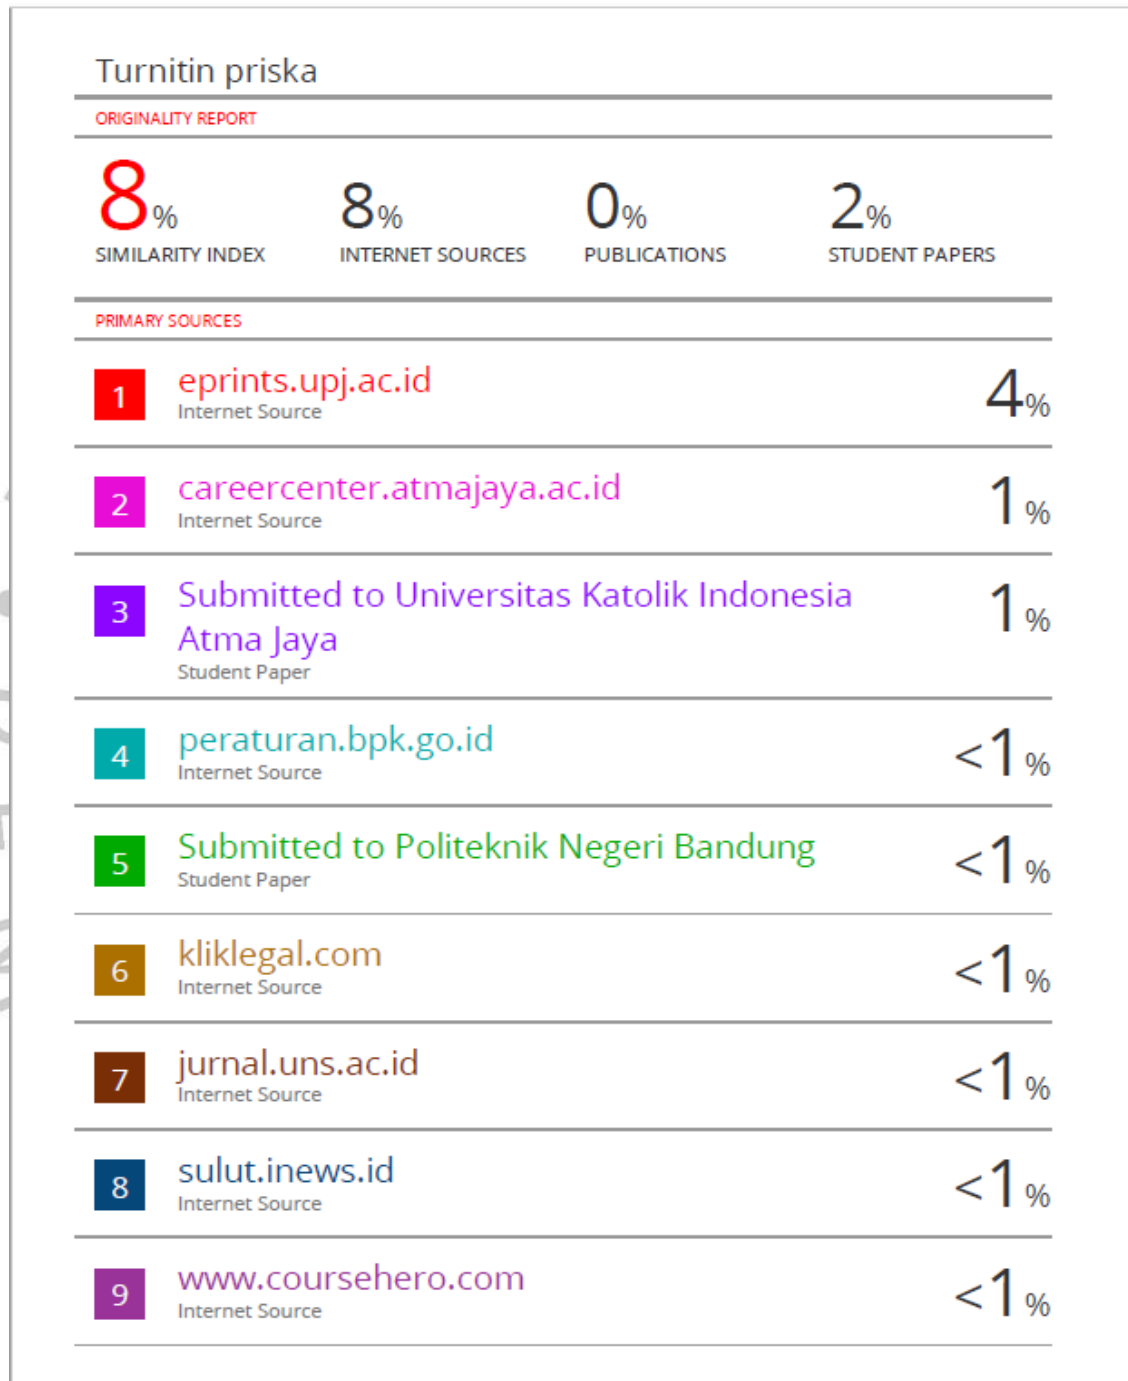 Turnitin priska
ORIGINALITY REPORT
8% 8% 0% 2%
SIMILARITY INDEX INTERNET SOURCES PUBLICATIONS STUDENT PAPERS
PRIMARY SOURCES
1 eprints.upj.ac.id 4%
Internet Source
2 careercenter.atmajaya.ac.id 1%
Internet Source
3 Submitted to Universitas Katolik Indonesia 1%
Atma Jaya
Student Paper
4 peraturan.bpk.go.id <1%
Internet Source
5 Submitted to Politeknik Negeri Bandung <1%
Student Paper
6 kliklegal.com <1%
Internet Source
7 jurnal.uns.ac.id <1%
Internet Source
8 sulut.inews.id <1%
Internet Source
9 www.coursehero.com <1%
Internet Source